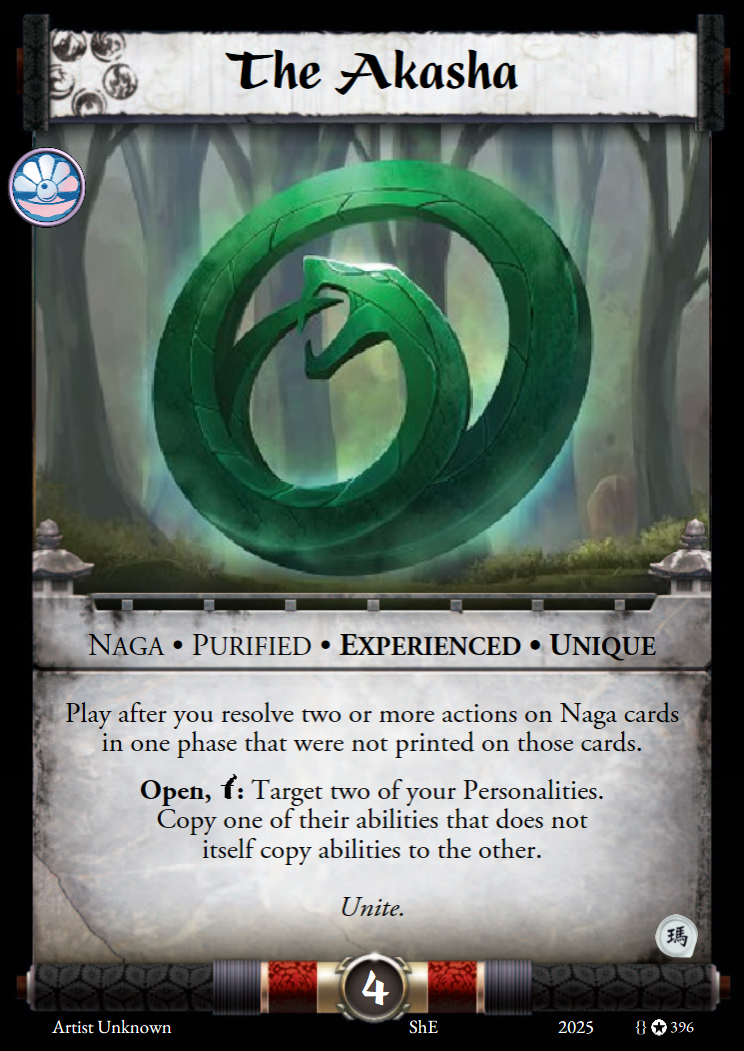 The Akasha
NAGA • PURIFIED • EXPERIENCED • UNIQUE
Play after you resolve two or more actions on Naga cards
in one phase that were not printed on those cards.
Open, : Target two of your Personalities.
Copy one of their abilities that does not
itself copy abilities to the other.
Unite.
瑪
4
Artist Unknown ShE 2025 {} 396